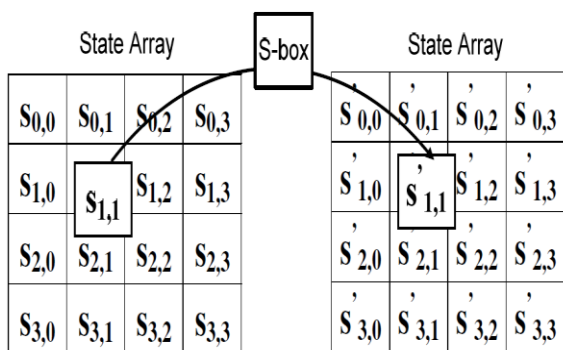 State Array S-box State Array
s0,0 s0,1 s0,2 s0,3 s'0,0 s'0,1 s'0,2 s'0,3
s1,0 s1,1 s1,2 s1,3 s'1,0 s'1,1 s'1,2 s'1,3
s2,0 s2,1 s2,2 s2,3 s'2,0 s'2,1 s'2,2 s'2,3
s3,0 s3,1 s3,2 s3,3 s'3,0 s'3,1 s'3,2 s'3,3